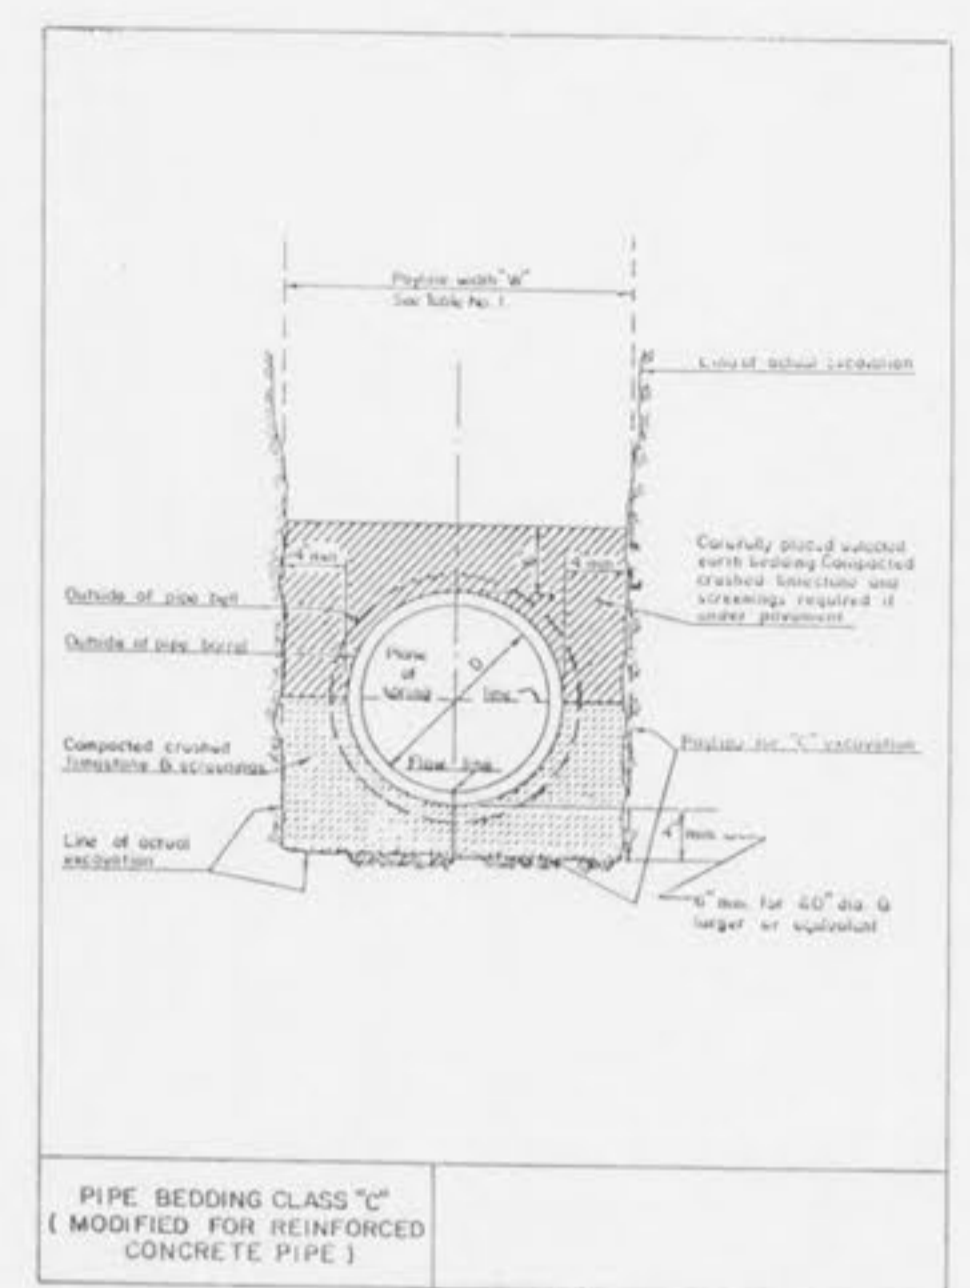 Payline width "W"
See Table No. 1
Line of actual excavation
4" min
4" min
Carefully placed selected
earth bedding Compacted
crushed limestone and
screenings required if
under pavement
Outside of pipe bell
Outside of pipe barrel
Plane
of
Spring line
D
Flow line
Compacted crushed
limestone & screenings
Payline for "C" excavation
Line of actual
excavation
4" min
min. for dia. &
larger or equivalent
PIPE BEDDING CLASS "C"
( MODIFIED FOR REINFORCED
CONCRETE PIPE )